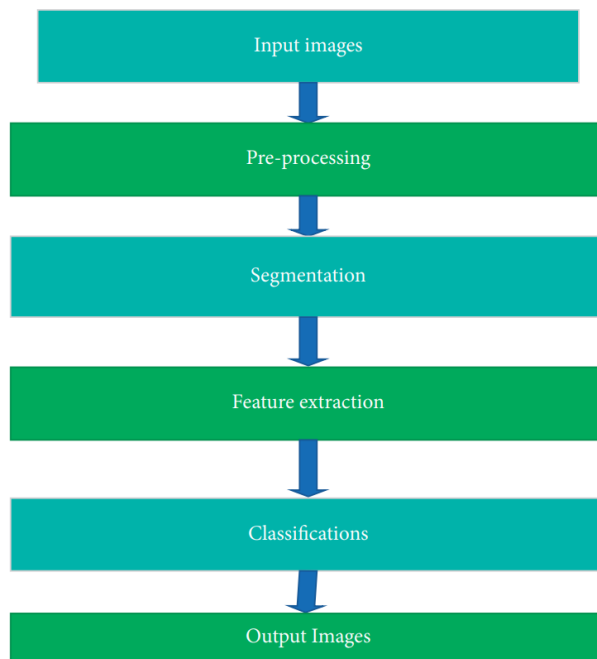 Input images
Pre-processing
Segmentation
Feature extraction
Classifications
Output Images